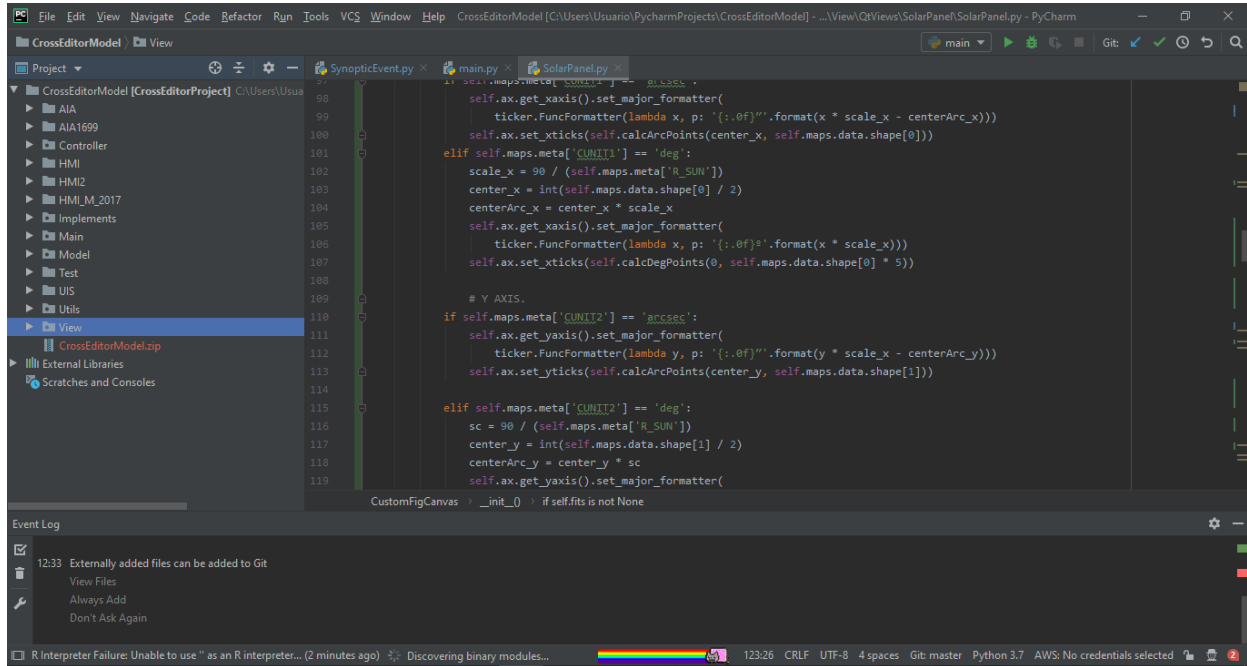 PC File Edit View Navigate Code Refactor Run Tools VCS Window Help CrossEditorModel [C:\Users\Usuario\PycharmProjects\CrossEditorModel] - ...\View\QtViews\SolarPanel\SolarPanel.py - PyCharm
CrossEditorModel View main Git:
Project SynopticEvent.py main.py SolarPanel.py
CrossEditorModel [CrossEditorProject] C:\Users\Usua
AIA
AIA1699
Controller
HMI
HMI2
HMI_M_2017
Implements
Main
Model
Test
UIS
Utils
View
CrossEditorModel.zip
External Libraries
Scratches and Consoles
97 if self.maps.meta['CUNIT1'] == 'arcsec':
98 self.ax.get_xaxis().set_major_formatter(
99 ticker.FuncFormatter(lambda x, p: '{:.0f}"'.format(x * scale_x - centerArc_x)))
100 self.ax.set_xticks(self.calcArcPoints(center_x, self.maps.data.shape[0]))
101 elif self.maps.meta['CUNIT1'] == 'deg':
102 scale_x = 90 / (self.maps.meta['R_SUN'])
103 center_x = int(self.maps.data.shape[0] / 2)
104 centerArc_x = center_x * scale_x
105 self.ax.get_xaxis().set_major_formatter(
106 ticker.FuncFormatter(lambda x, p: '{:.0f}º'.format(x * scale_x)))
107 self.ax.set_xticks(self.calcDegPoints(0, self.maps.data.shape[0] * 5))
108
109 # Y AXIS.
110 if self.maps.meta['CUNIT2'] == 'arcsec':
111 self.ax.get_yaxis().set_major_formatter(
112 ticker.FuncFormatter(lambda y, p: '{:.0f}"'.format(y * scale_x - centerArc_y)))
113 self.ax.set_yticks(self.calcArcPoints(center_y, self.maps.data.shape[1]))
114
115 elif self.maps.meta['CUNIT2'] == 'deg':
116 sc = 90 / (self.maps.meta['R_SUN'])
117 center_y = int(self.maps.data.shape[1] / 2)
118 centerArc_y = center_y * sc
119 self.ax.get_yaxis().set_major_formatter(
CustomFigCanvas > __init__() > if self.fits is not None
Event Log
12:33 Externally added files can be added to Git
View Files
Always Add
Don't Ask Again
R Interpreter Failure: Unable to use '' as an R interpreter... (2 minutes ago) Discovering binary modules... 123:26 CRLF UTF-8 4 spaces Git: master Python 3.7 AWS: No credentials selected 2